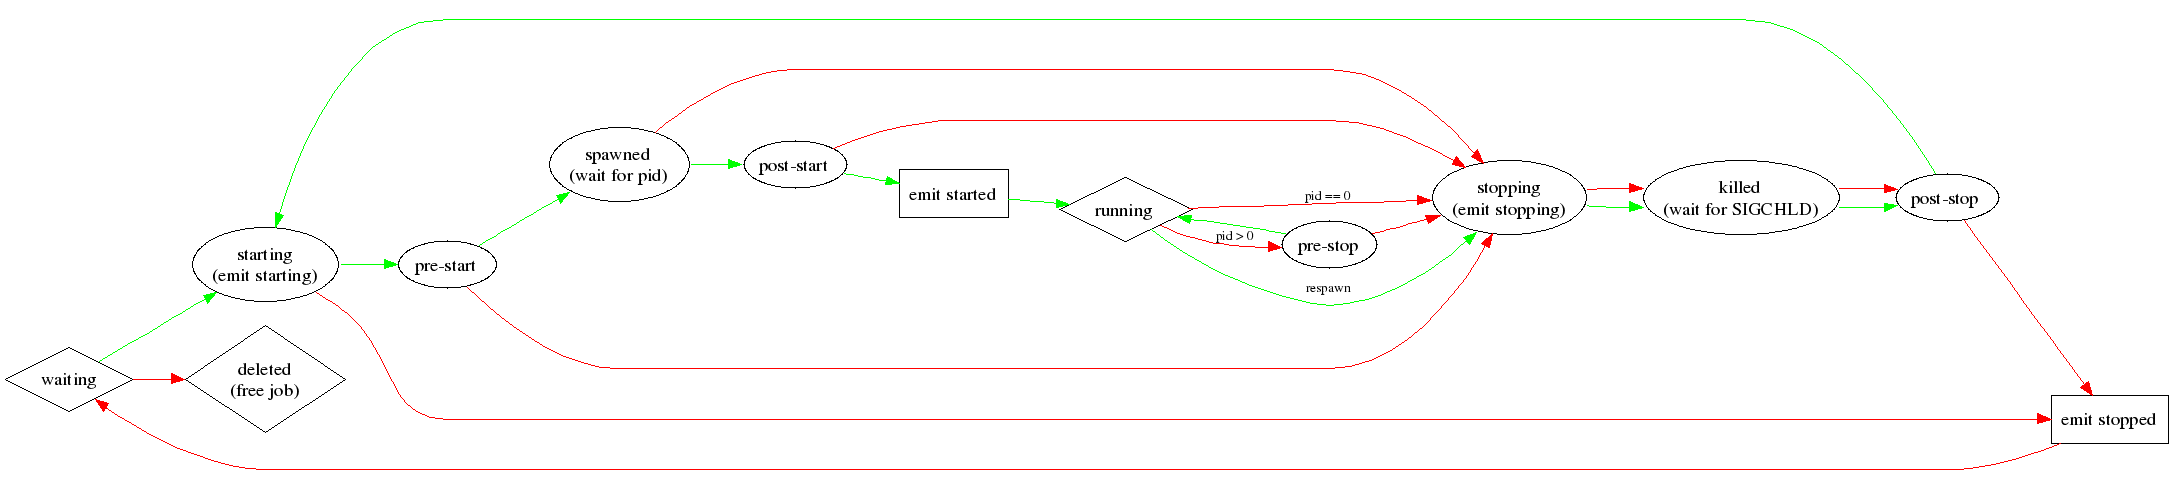 waiting
starting
(emit starting)
deleted
(free job)
pre-start
spawned
(wait for pid)
post-start
emit started
running
pid == 0
pid > 0
pre-stop
respawn
stopping
(emit stopping)
killed
(wait for SIGCHLD)
post-stop
emit stopped